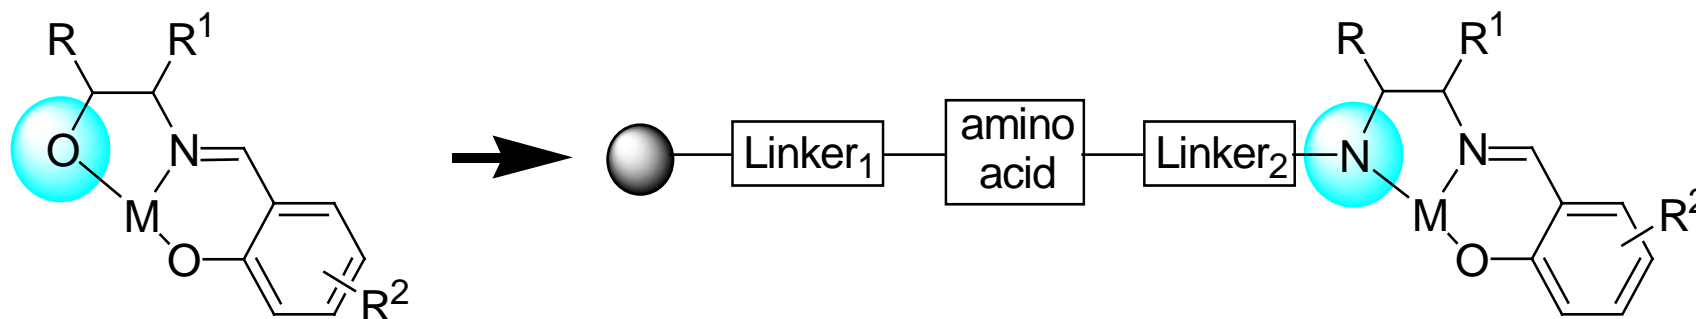 R R¹
O N
M
O
R²
Linker₁
amino
acid
Linker₂
R R¹
N N
M
O
R²